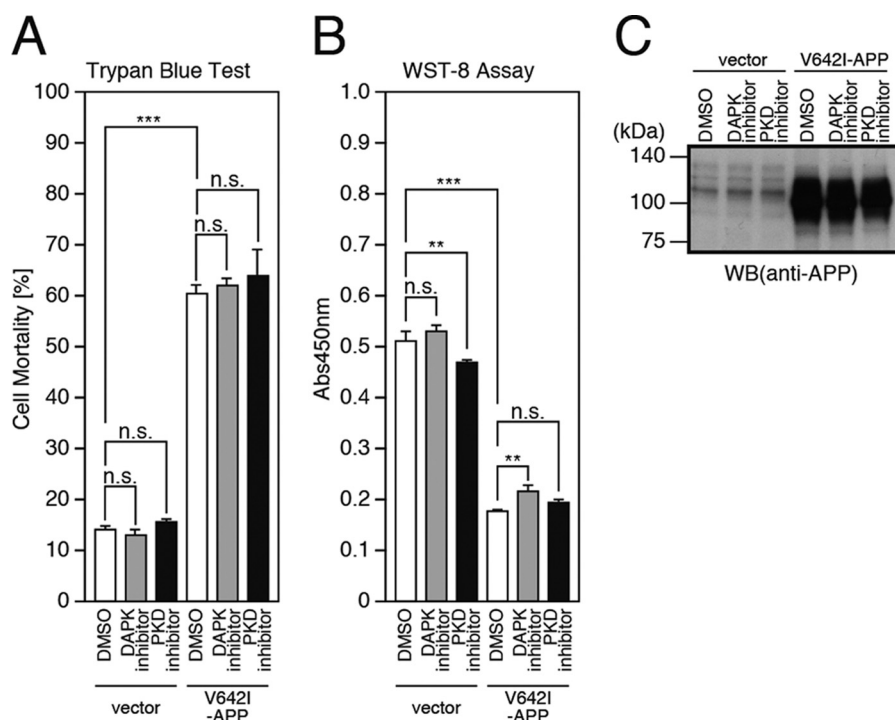 A
Trypan Blue Test
Cell Mortality [%]
100
90
80
70
60
50
40
30
20
10
0
***
n.s.
n.s.
n.s.
n.s.
DMSO
DAPK inhibitor
PKD inhibitor
DMSO
DAPK inhibitor
PKD inhibitor
vector
V642I
-APP
B
WST-8 Assay
Abs450nm
1.0
0.9
0.8
0.7
0.6
0.5
0.4
0.3
0.2
0.1
0
***
**
n.s.
n.s.
**
DMSO
DAPK inhibitor
PKD inhibitor
DMSO
DAPK inhibitor
PKD inhibitor
vector
V642I
-APP
C
vector
V642I-APP
DMSO
DAPK inhibitor
PKD inhibitor
DMSO
DAPK inhibitor
PKD inhibitor
(kDa)
140
100
75
WB(anti-APP)